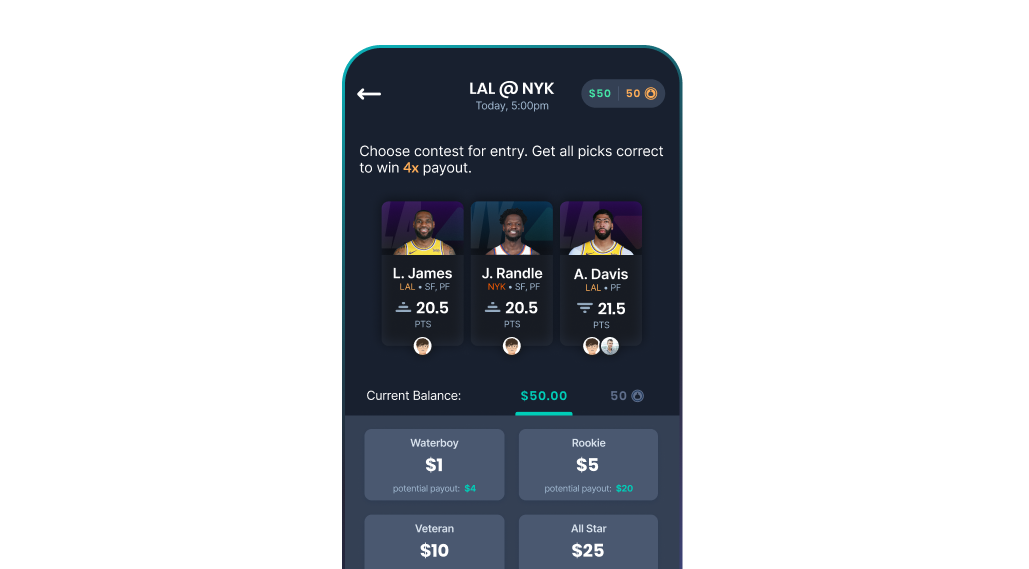 LAL @ NYK
Today, 5:00pm
$50 50
Choose contest for entry. Get all picks correct
to win 4x payout.
L. James J. Randle A. Davis
LAL • SF, PF NYK • SF, PF LAL • PF
20.5 20.5 21.5
PTS PTS PTS
Current Balance: $50.00 50
Waterboy Rookie
$1 $5
potential payout: $4 potential payout: $20
Veteran All Star
$10 $25